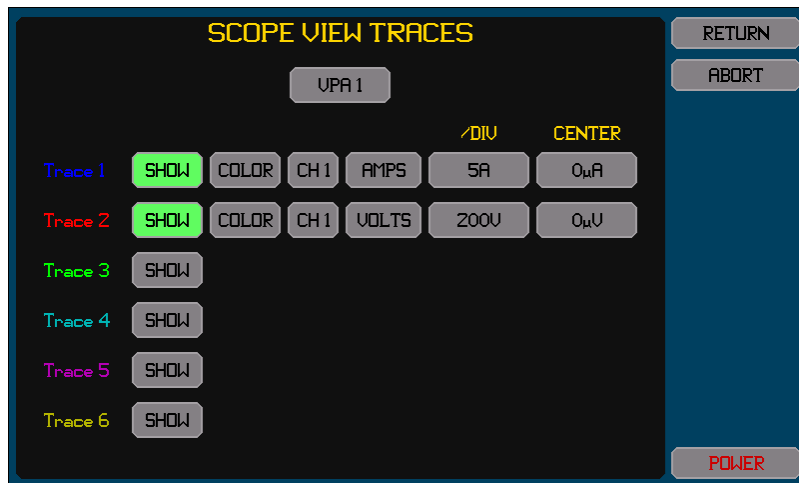 SCOPE VIEW TRACES
RETURN
ABORT
VPA 1
/DIV CENTER
Trace 1 SHOW COLOR CH 1 AMPS 5A 0µA
Trace 2 SHOW COLOR CH 1 VOLTS 200V 0µV
Trace 3 SHOW
Trace 4 SHOW
Trace 5 SHOW
Trace 6 SHOW
POWER